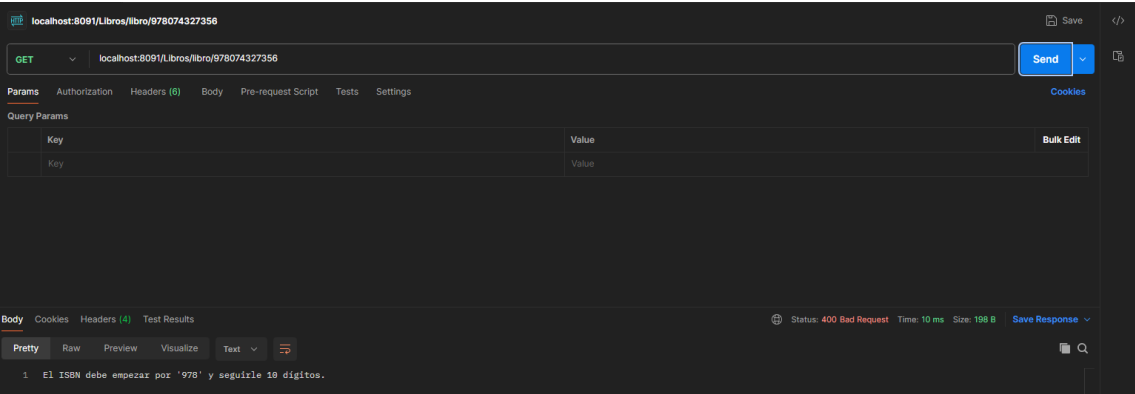 HTTP localhost:8091/Libros/libro/978074327356 Save </>
GET localhost:8091/Libros/libro/978074327356 Send
Params Authorization Headers (6) Body Pre-request Script Tests Settings Cookies
Query Params
Key Value Bulk Edit
Key Value
Body Cookies Headers (4) Test Results Status: 400 Bad Request Time: 10 ms Size: 198 B Save Response
Pretty Raw Preview Visualize Text
1 El ISBN debe empezar por '978' y seguirle 10 dígitos.